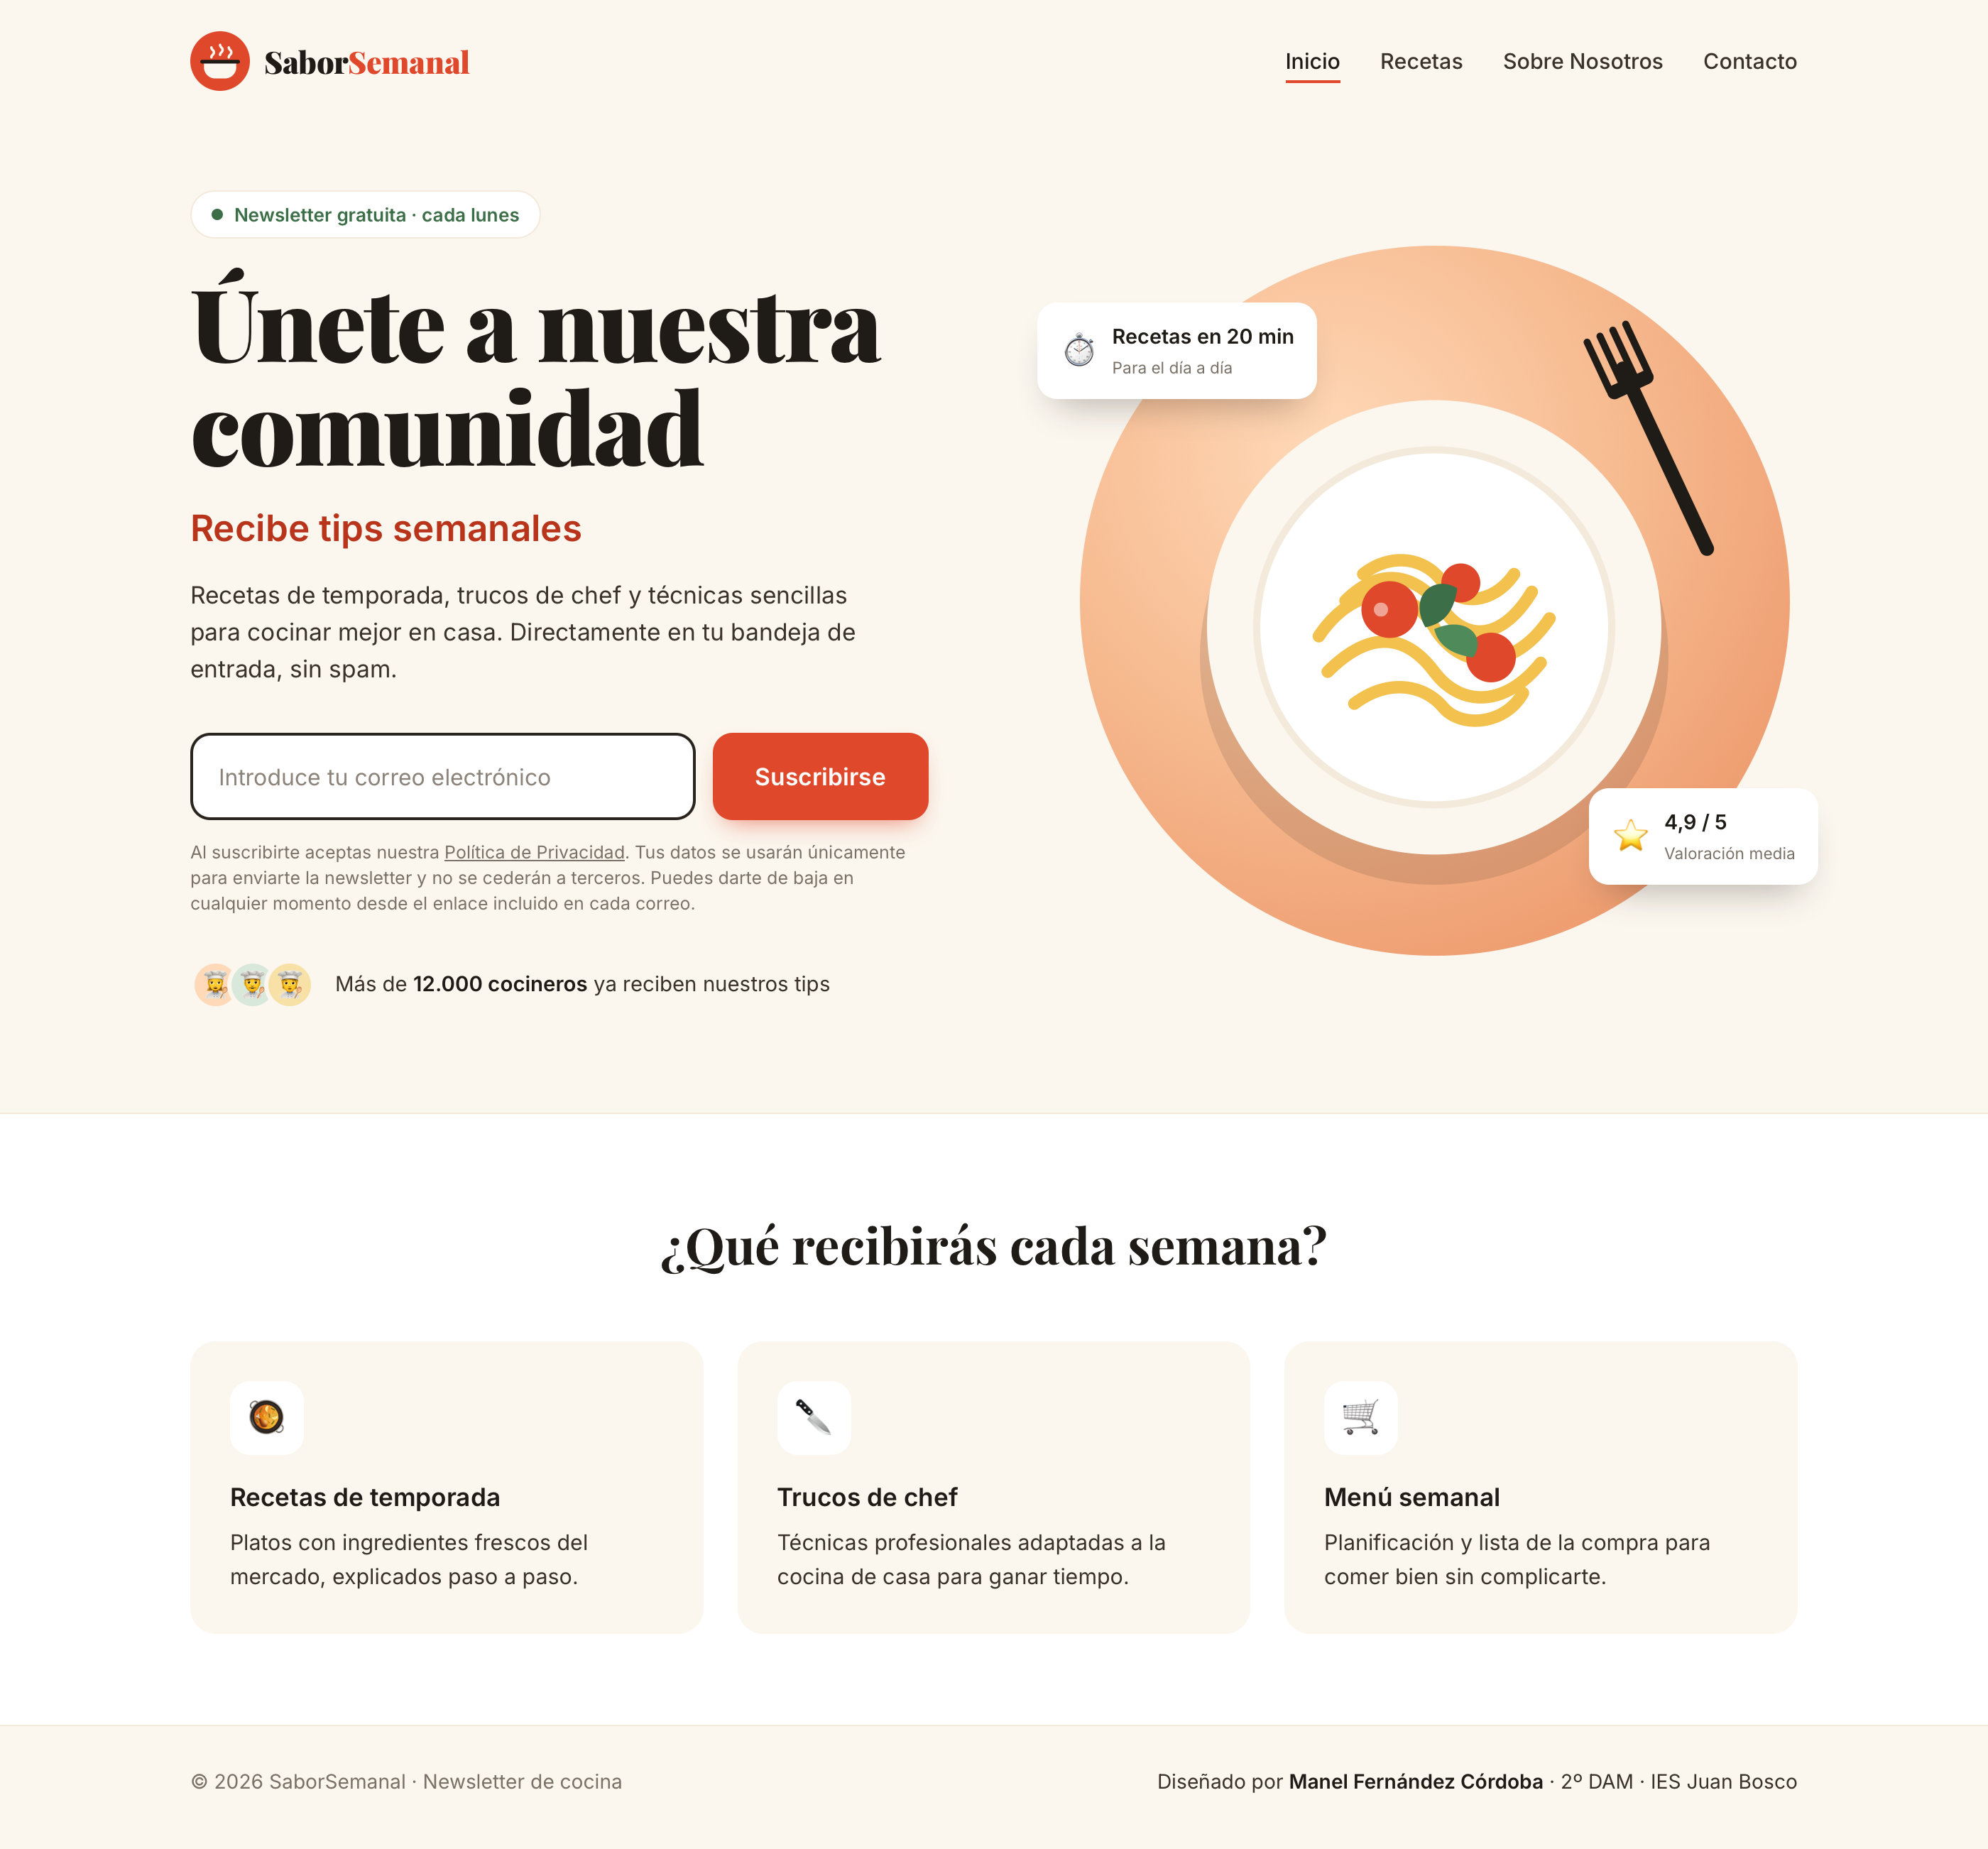 SaborSemanal
Inicio Recetas Sobre Nosotros Contacto
Newsletter gratuita · cada lunes
Únete a nuestra
comunidad
Recibe tips semanales
Recetas de temporada, trucos de chef y técnicas sencillas
para cocinar mejor en casa. Directamente en tu bandeja de
entrada, sin spam.
Introduce tu correo electrónico
Suscribirse
Al suscribirte aceptas nuestra Política de Privacidad. Tus datos se usarán únicamente
para enviarte la newsletter y no se cederán a terceros. Puedes darte de baja en
cualquier momento desde el enlace incluido en cada correo.
Más de 12.000 cocineros ya reciben nuestros tips
Recetas en 20 min
Para el día a día
4,9 / 5
Valoración media
¿Qué recibirás cada semana?
Recetas de temporada
Platos con ingredientes frescos del
mercado, explicados paso a paso.
Trucos de chef
Técnicas profesionales adaptadas a la
cocina de casa para ganar tiempo.
Menú semanal
Planificación y lista de la compra para
comer bien sin complicarte.
© 2026 SaborSemanal · Newsletter de cocina
Diseñado por Manel Fernández Córdoba · 2º DAM · IES Juan Bosco